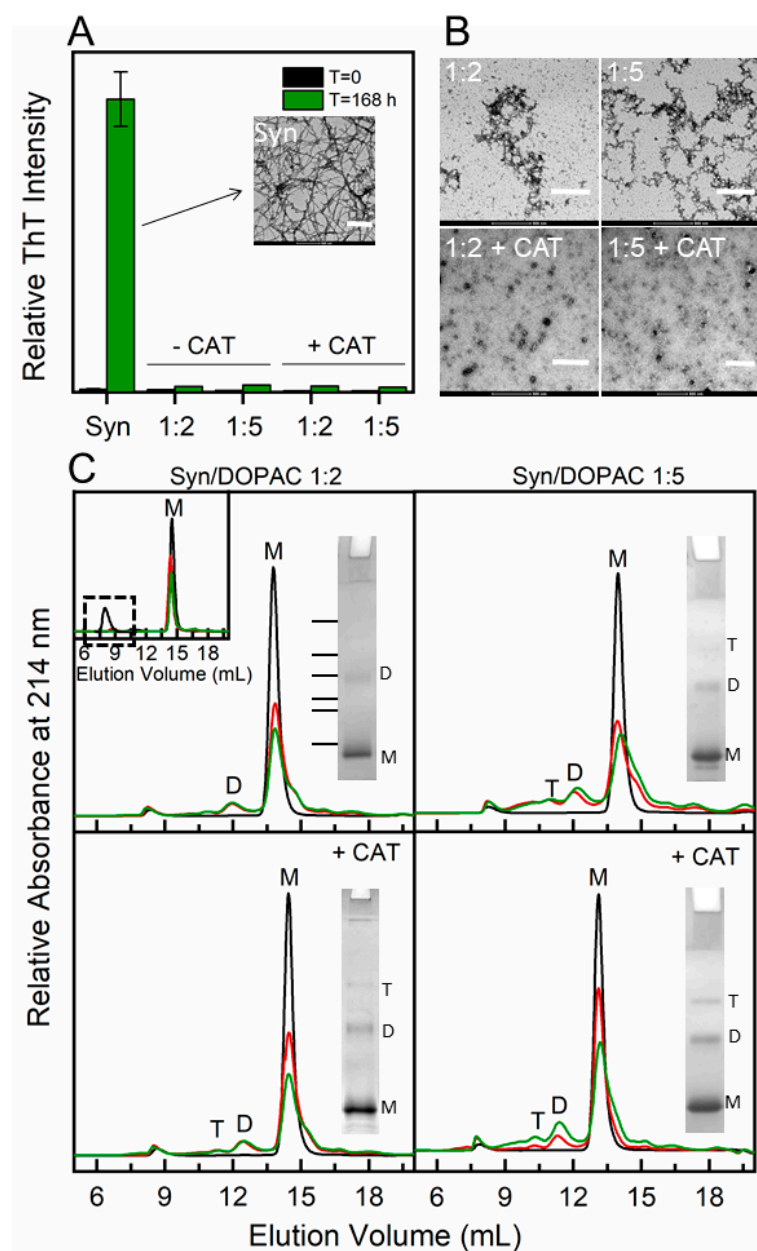 A
T=0
T=168 h
Syn
Relative ThT Intensity
- CAT
+ CAT
Syn
1:2
1:5
1:2
1:5
B
1:2
1:5
1:2 + CAT
1:5 + CAT
C
Syn/DOPAC 1:2
Syn/DOPAC 1:5
Relative Absorbance at 214 nm
M
6 9 12 15 18
Elution Volume (mL)
M
D
D
M
M
T
D
T
D
M
+ CAT
M
T
D
T
D
M
+ CAT
M
T
D
T
D
M
6 9 12 15 18
6 9 12 15 18
Elution Volume (mL)